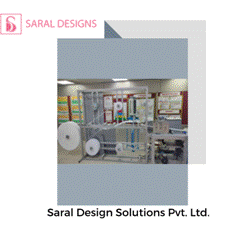 SARAL DESIGNS
Saral Design Solutions Pvt. Ltd.